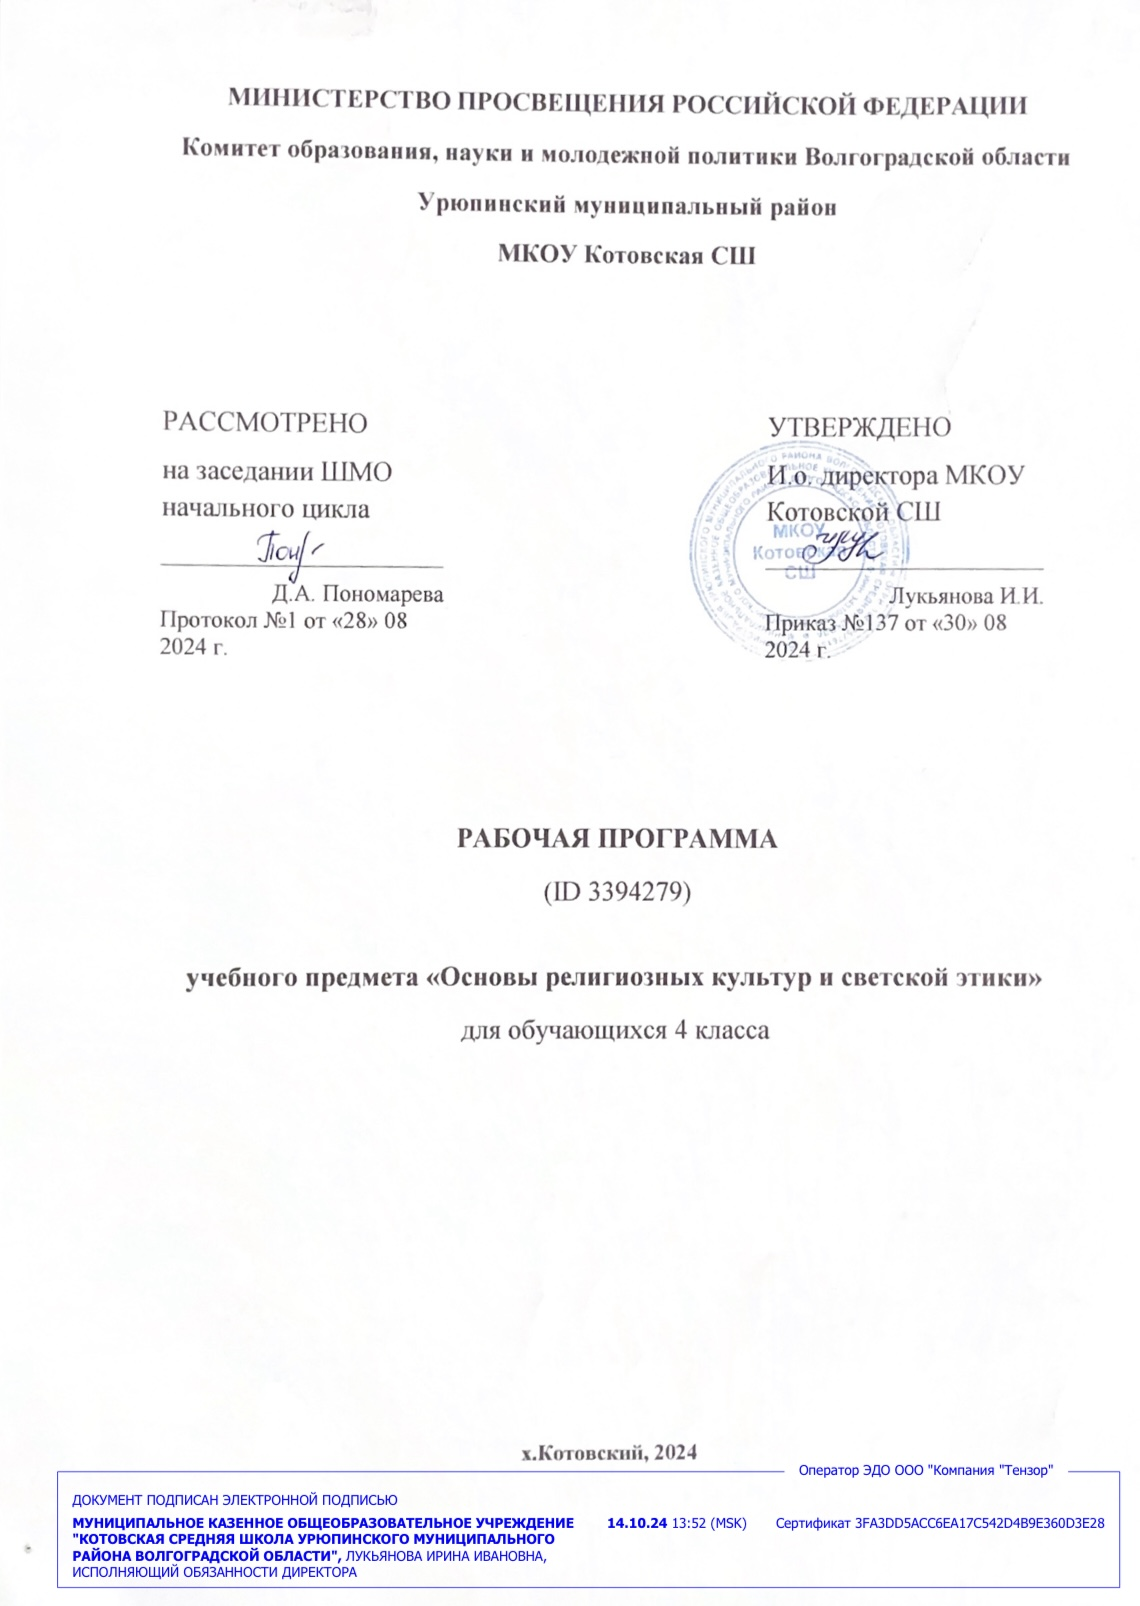 МИНИСТЕРСТВО ПРОСВЕЩЕНИЯ РОССИЙСКОЙ ФЕДЕРАЦИИ
Комитет образования, науки и молодежной политики Волгоградской области
Урюпинский муниципальный район
МКОУ Котовская СШ
РАССМОТРЕНО
на заседании ШМО
начального цикла
Д.А. Пономарева
Протокол №1 от «28» 08
2024 г.
УТВЕРЖДЕНО
И.о. директора МКОУ
Котовской СШ
Лукьянова И.И.
Приказ №137 от «30» 08
2024 г.
МКОУ
Котовская
СШ
РАБОЧАЯ ПРОГРАММА
(ID 3394279)
учебного предмета «Основы религиозных культур и светской этики»
для обучающихся 4 класса
х.Котовский, 2024
Оператор ЭДО ООО "Компания "Тензор"
ДОКУМЕНТ ПОДПИСАН ЭЛЕКТРОННОЙ ПОДПИСЬЮ
МУНИЦИПАЛЬНОЕ КАЗЕННОЕ ОБЩЕОБРАЗОВАТЕЛЬНОЕ УЧРЕЖДЕНИЕ
"КОТОВСКАЯ СРЕДНЯЯ ШКОЛА УРЮПИНСКОГО МУНИЦИПАЛЬНОГО
РАЙОНА ВОЛГОГРАДСКОЙ ОБЛАСТИ", ЛУКЬЯНОВА ИРИНА ИВАНОВНА,
ИСПОЛНЯЮЩИЙ ОБЯЗАННОСТИ ДИРЕКТОРА
14.10.24 13:52 (MSK)
Сертификат 3FA3DD5ACC6EA17C542D4B9E360D3E28